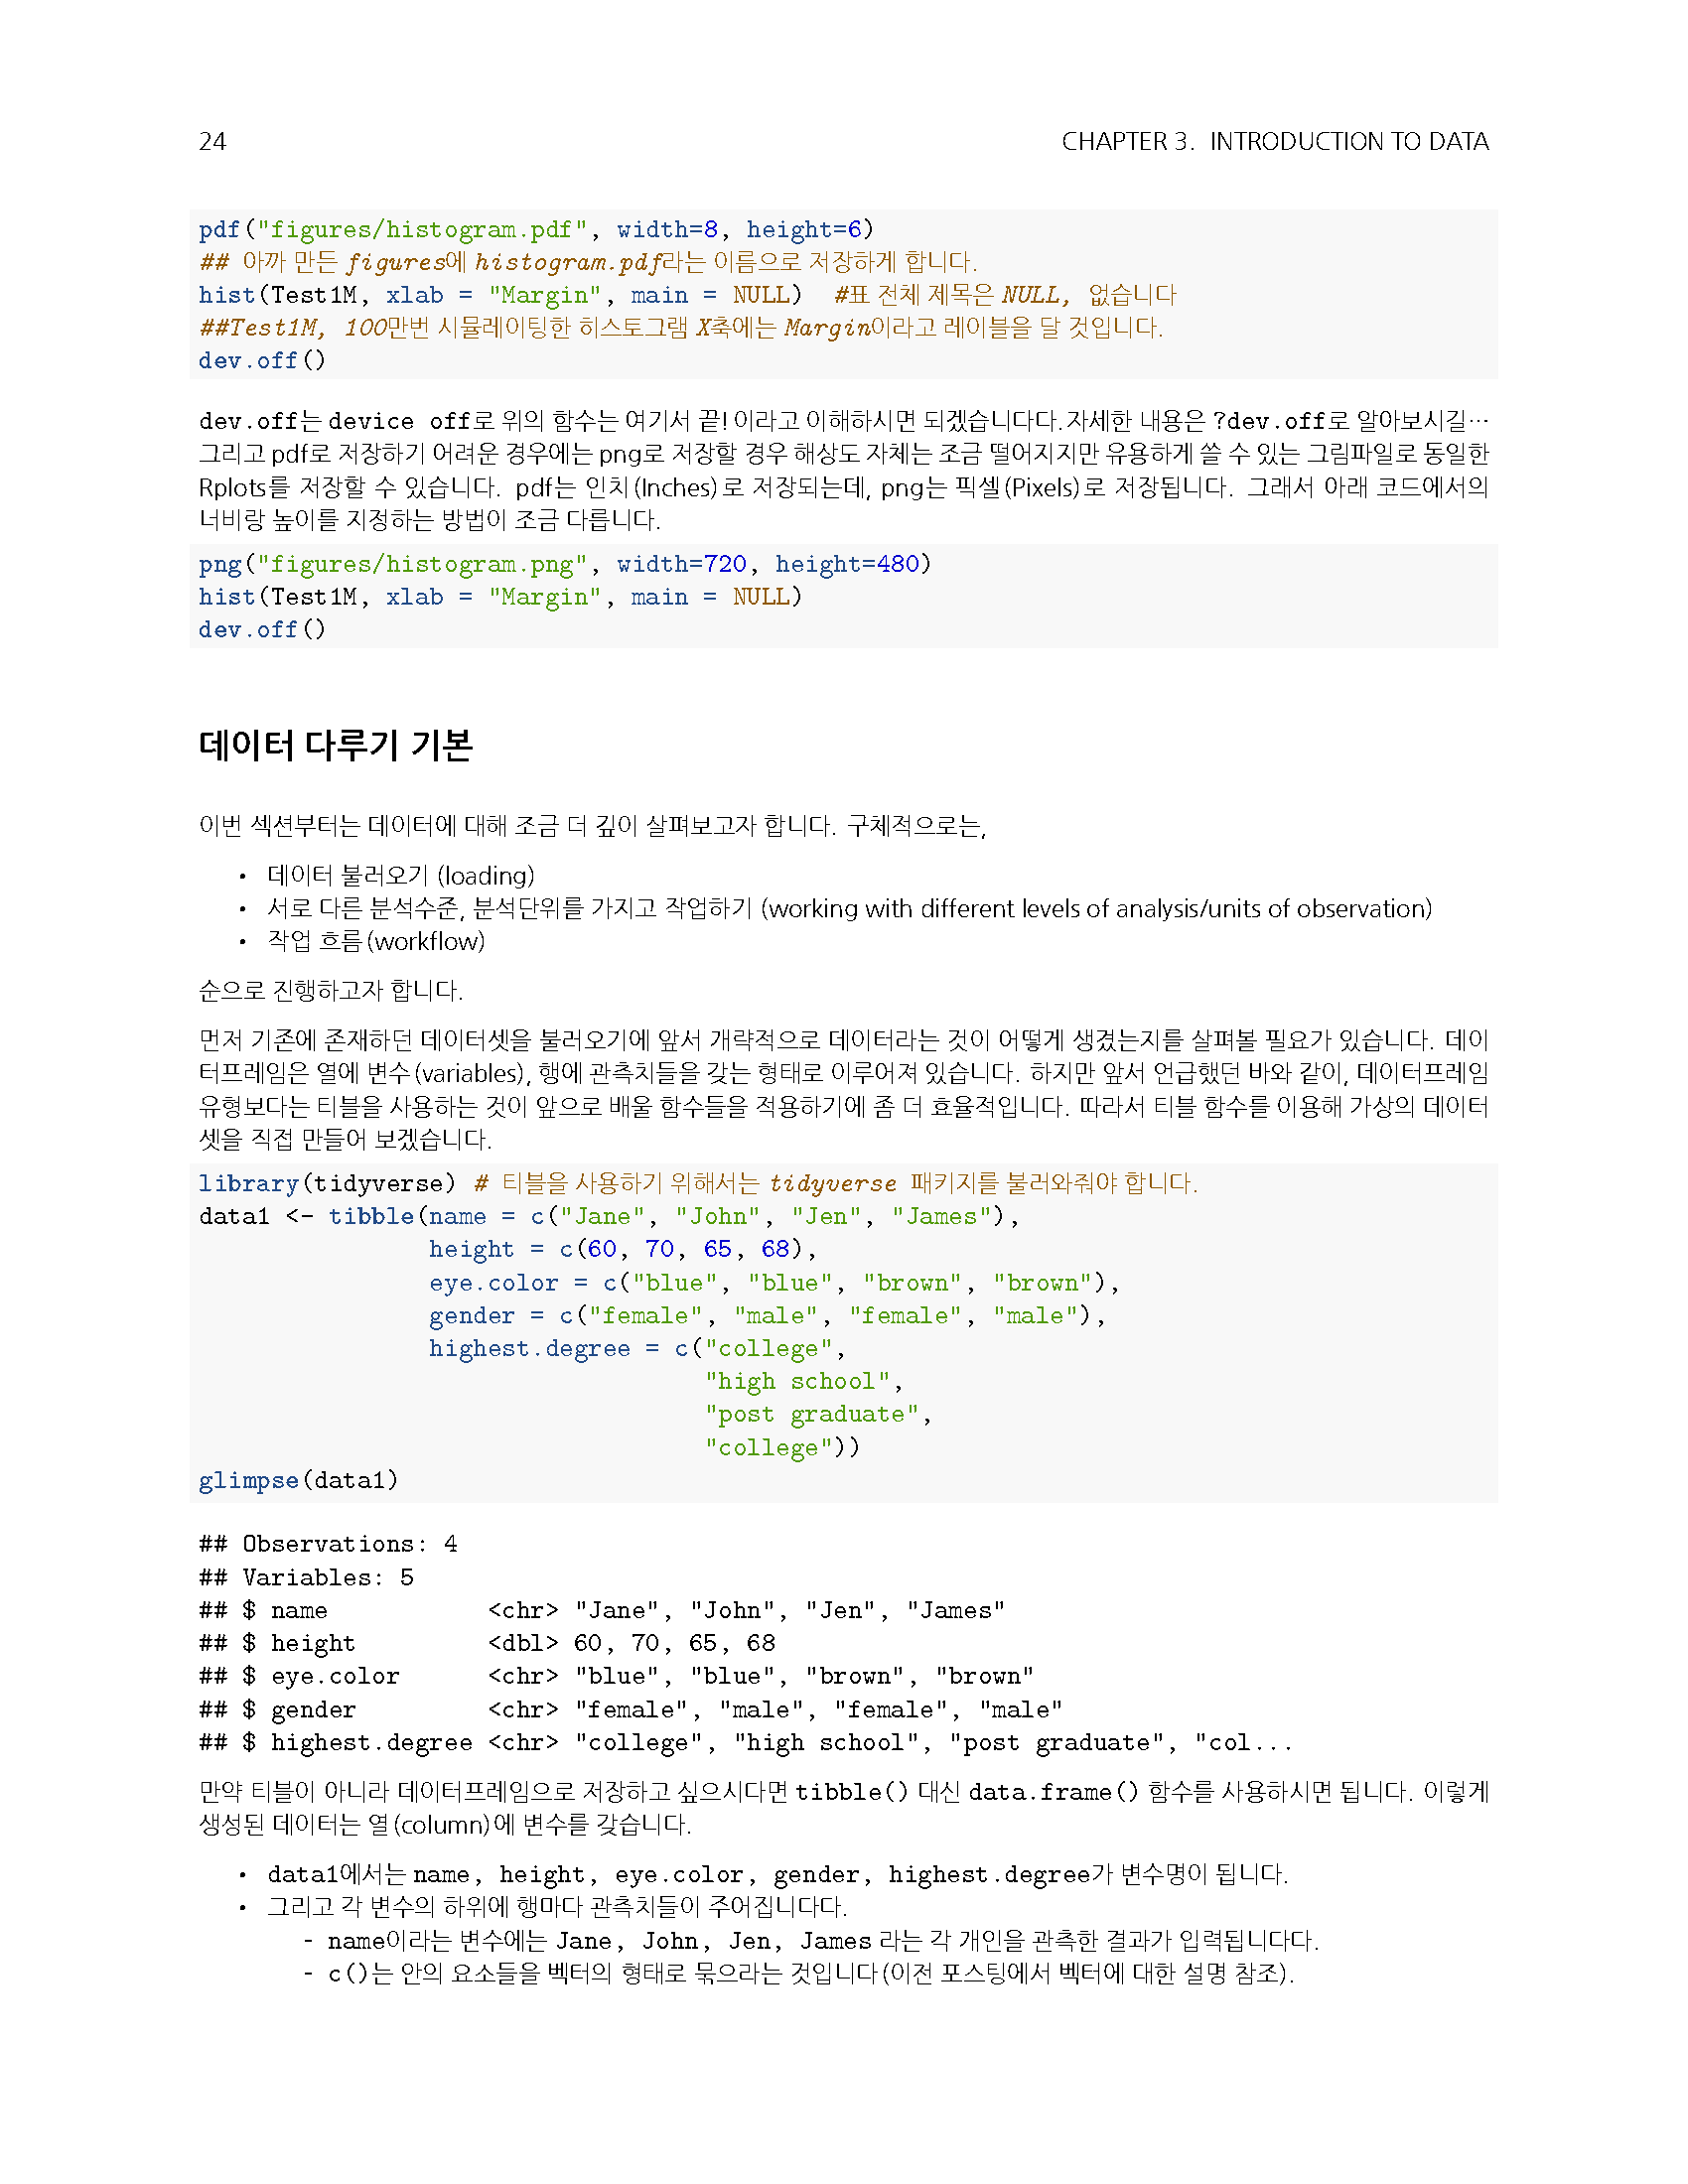 24 CHAPTER 3. INTRODUCTION TO DATA
pdf("figures/histogram.pdf", width=8, height=6)
## 아까 만든 figures에 histogram.pdf라는 이름으로 저장하게 합니다.
hist(Test1M, xlab = "Margin", main = NULL)  #표 전체 제목은 NULL, 없습니다
##Test1M, 100만번 시뮬레이팅한 히스토그램 X축에는 Margin이라고 레이블을 달 것입니다.
dev.off()
dev.off는 device off로 위의 함수는 여기서 끝! 이라고 이해하시면 되겠습니다다.자세한 내용은 ?dev.off로 알아보시길…
그리고 pdf로 저장하기 어려운 경우에는 png로 저장할 경우 해상도 자체는 조금 떨어지지만 유용하게 쓸 수 있는 그림파일로 동일한
Rplots를 저장할 수 있습니다. pdf는 인치(Inches)로 저장되는데, png는 픽셀(Pixels)로 저장됩니다. 그래서 아래 코드에서의
너비랑 높이를 지정하는 방법이 조금 다릅니다.
png("figures/histogram.png", width=720, height=480)
hist(Test1M, xlab = "Margin", main = NULL)
dev.off()
데이터 다루기 기본
이번 섹션부터는 데이터에 대해 조금 더 깊이 살펴보고자 합니다. 구체적으로는,
• 데이터 불러오기 (loading)
• 서로 다른 분석수준, 분석단위를 가지고 작업하기 (working with different levels of analysis/units of observation)
• 작업 흐름(workflow)
순으로 진행하고자 합니다.
먼저 기존에 존재하던 데이터셋을 불러오기에 앞서 개략적으로 데이터라는 것이 어떻게 생겼는지를 살펴볼 필요가 있습니다. 데이
터프레임은 열에 변수(variables), 행에 관측치들을 갖는 형태로 이루어져 있습니다. 하지만 앞서 언급했던 바와 같이, 데이터프레임
유형보다는 티블을 사용하는 것이 앞으로 배울 함수들을 적용하기에 좀 더 효율적입니다. 따라서 티블 함수를 이용해 가상의 데이터
셋을 직접 만들어 보겠습니다.
library(tidyverse) # 티블을 사용하기 위해서는 tidyverse 패키지를 불러와줘야 합니다.
data1 <- tibble(name = c("Jane", "John", "Jen", "James"),
                height = c(60, 70, 65, 68),
                eye.color = c("blue", "blue", "brown", "brown"),
                gender = c("female", "male", "female", "male"),
                highest.degree = c("college",
                                   "high school",
                                   "post graduate",
                                   "college"))
glimpse(data1)
## Observations: 4
## Variables: 5
## $ name           <chr> "Jane", "John", "Jen", "James"
## $ height         <dbl> 60, 70, 65, 68
## $ eye.color      <chr> "blue", "blue", "brown", "brown"
## $ gender         <chr> "female", "male", "female", "male"
## $ highest.degree <chr> "college", "high school", "post graduate", "col...
만약 티블이 아니라 데이터프레임으로 저장하고 싶으시다면 tibble() 대신 data.frame() 함수를 사용하시면 됩니다. 이렇게
생성된 데이터는 열(column)에 변수를 갖습니다.
• data1에서는 name, height, eye.color, gender, highest.degree가 변수명이 됩니다.
• 그리고 각 변수의 하위에 행마다 관측치들이 주어집니다다.
- name이라는 변수에는 Jane, John, Jen, James 라는 각 개인을 관측한 결과가 입력됩니다다.
- c()는 안의 요소들을 벡터의 형태로 묶으라는 것입니다(이전 포스팅에서 벡터에 대한 설명 참조).